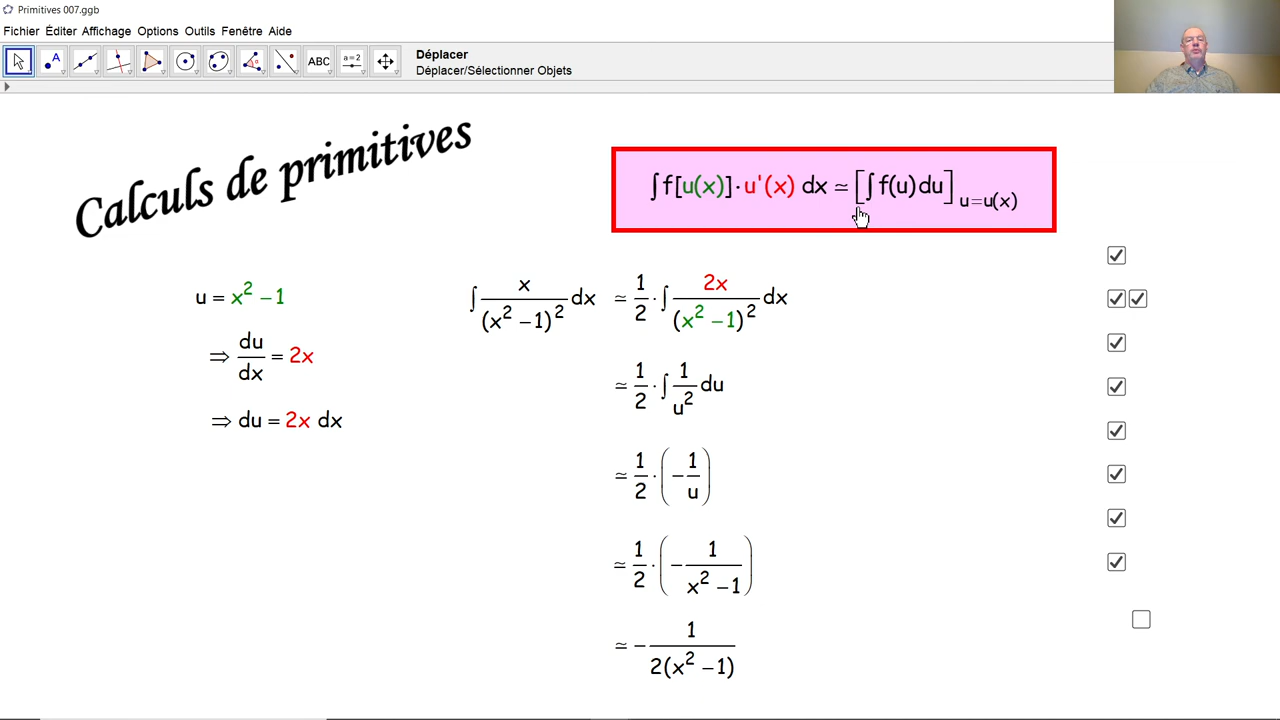 Primitives 007.ggb
Fichier Éditer Affichage Options Outils Fenêtre Aide
A ABC a=2
Déplacer
Déplacer/Sélectionner Objets
Calculs de primitives
∫f[u(x)]·u'(x) dx ≃ [∫f(u)du] u=u(x)
u = x² −1
⇒ du/dx = 2x
⇒ du = 2x dx
∫ x/(x² −1)² dx ≃ 1/2 · ∫ 2x/(x² −1)² dx
≃ 1/2 · ∫ 1/u² du
≃ 1/2 · (− 1/u)
≃ 1/2 · (− 1/(x² −1))
≃ − 1/(2(x² −1))